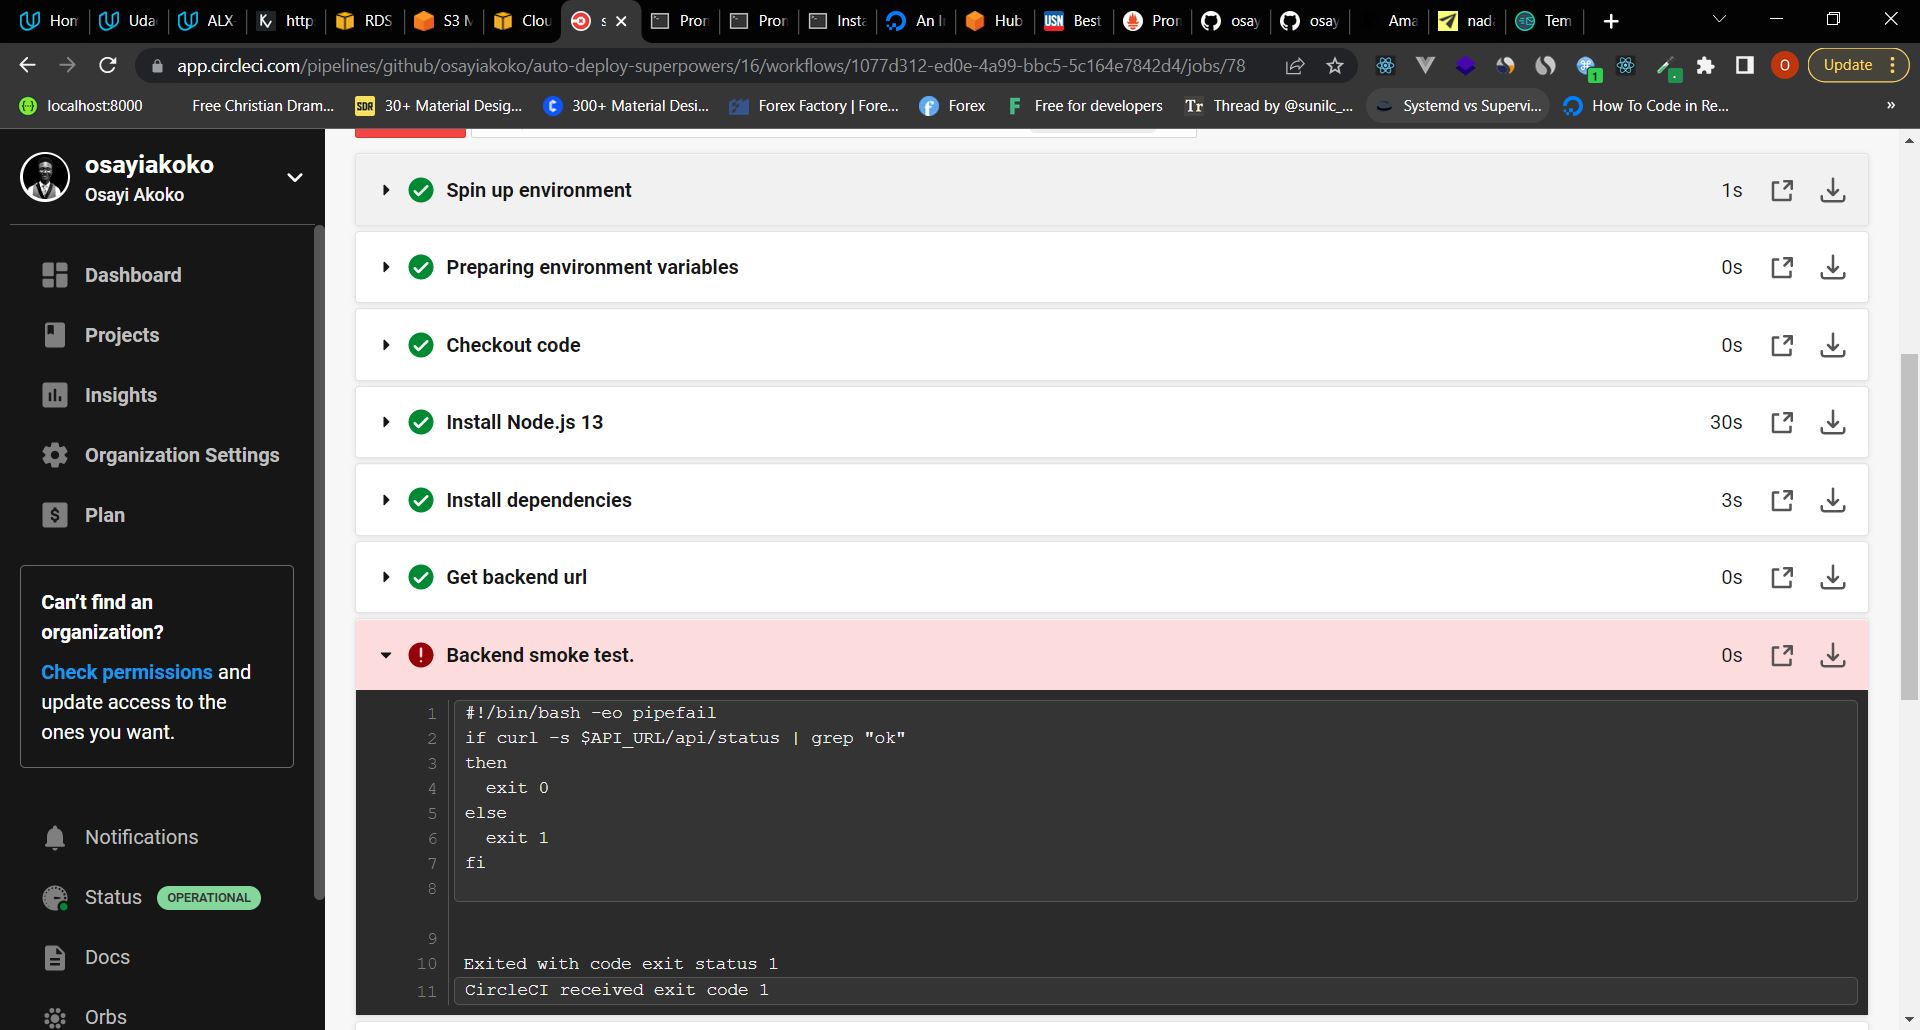 Hon
Uda
ALX-
http
RDS
S3 M
Clou
s
Pron
Pron
Insta
An I
Hub
USN Best
Pron
osay
osay
Ama
nad
Tem
app.circleci.com/pipelines/github/osayiakoko/auto-deploy-superpowers/16/workflows/1077d312-ed0e-4a99-bbc5-5c164e7842d4/jobs/78
1
O
Update
localhost:8000
Free Christian Dram...
SDR 30+ Material Desig...
300+ Material Desi...
Forex Factory | Fore...
Forex
Free for developers
Tr Thread by @sunilc_...
Systemd vs Supervi...
How To Code in Re...
»
osayiakoko
Osayi Akoko
Dashboard
Projects
Insights
Organization Settings
Plan
Can't find an
organization?
Check permissions and
update access to the
ones you want.
Notifications
Status OPERATIONAL
Docs
Orbs
Spin up environment 1s
Preparing environment variables 0s
Checkout code 0s
Install Node.js 13 30s
Install dependencies 3s
Get backend url 0s
Backend smoke test. 0s
1 #!/bin/bash -eo pipefail
2 if curl -s $API_URL/api/status | grep "ok"
3 then
4 exit 0
5 else
6 exit 1
7 fi
8
9
10 Exited with code exit status 1
11 CircleCI received exit code 1